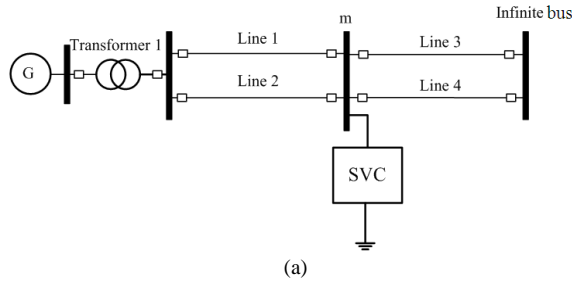 Infinite bus
m
Transformer 1
Line 1
Line 3
G
Line 2
Line 4
SVC
(a)